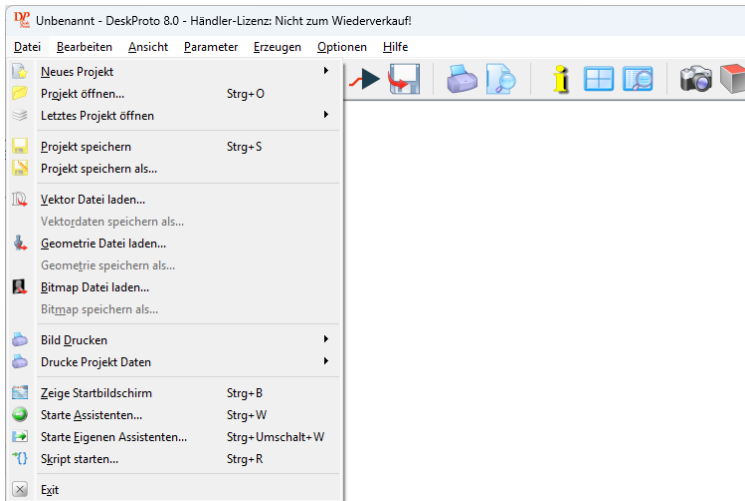 Unbenannt - DeskProto 8.0 - Händler-Lizenz: Nicht zum Wiederverkauf!
Datei Bearbeiten Ansicht Parameter Erzeugen Optionen Hilfe
Neues Projekt
Projekt öffnen... Strg+O
Letztes Projekt öffnen
Projekt speichern Strg+S
Projekt speichern als...
Vektor Datei laden...
Vektordaten speichern als...
Geometrie Datei laden...
Geometrie speichern als...
Bitmap Datei laden...
Bitmap speichern als...
Bild Drucken
Drucke Projekt Daten
Zeige Startbildschirm Strg+B
Starte Assistenten... Strg+W
Starte Eigenen Assistenten... Strg+Umschalt+W
Skript starten... Strg+R
Exit